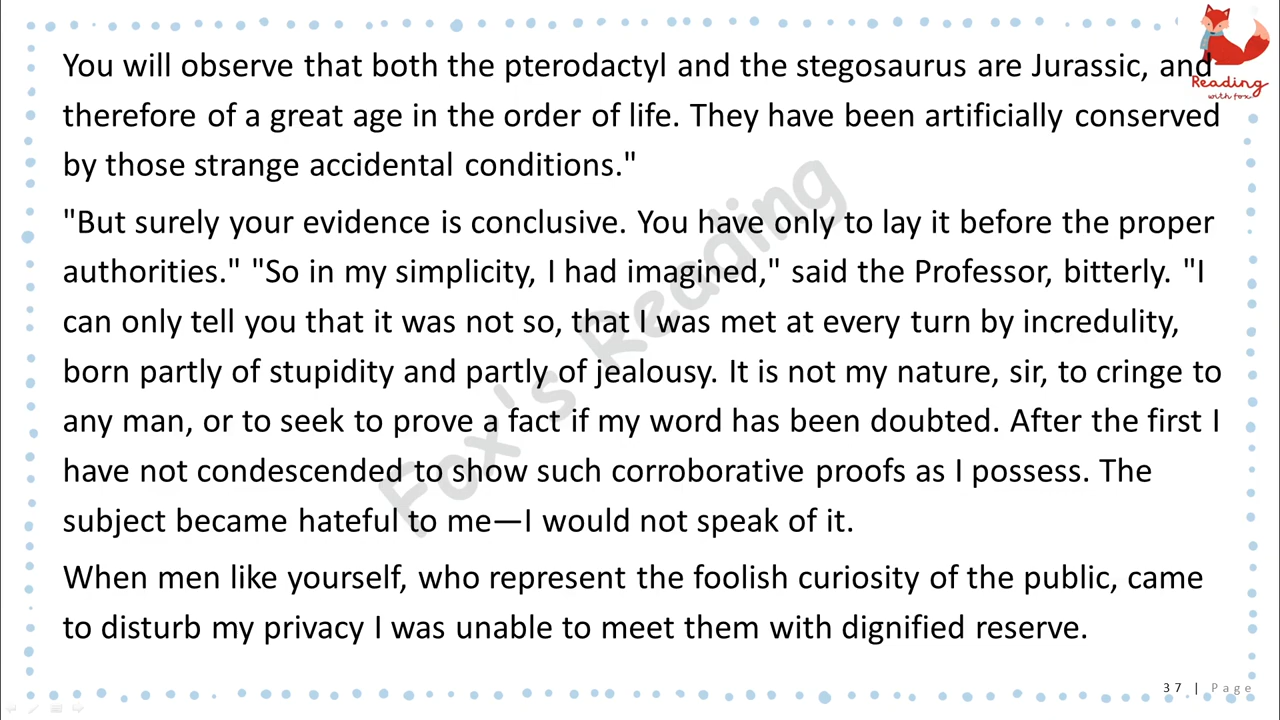 You will observe that both the pterodactyl and the stegosaurus are Jurassic, and
therefore of a great age in the order of life. They have been artificially conserved
by those strange accidental conditions."
"But surely your evidence is conclusive. You have only to lay it before the proper
authorities." "So in my simplicity, I had imagined," said the Professor, bitterly. "I
can only tell you that it was not so, that I was met at every turn by incredulity,
born partly of stupidity and partly of jealousy. It is not my nature, sir, to cringe to
any man, or to seek to prove a fact if my word has been doubted. After the first I
have not condescended to show such corroborative proofs as I possess. The
subject became hateful to me—I would not speak of it.
When men like yourself, who represent the foolish curiosity of the public, came
to disturb my privacy I was unable to meet them with dignified reserve.
Reading
with fox
Fox's Reading
37 | Page